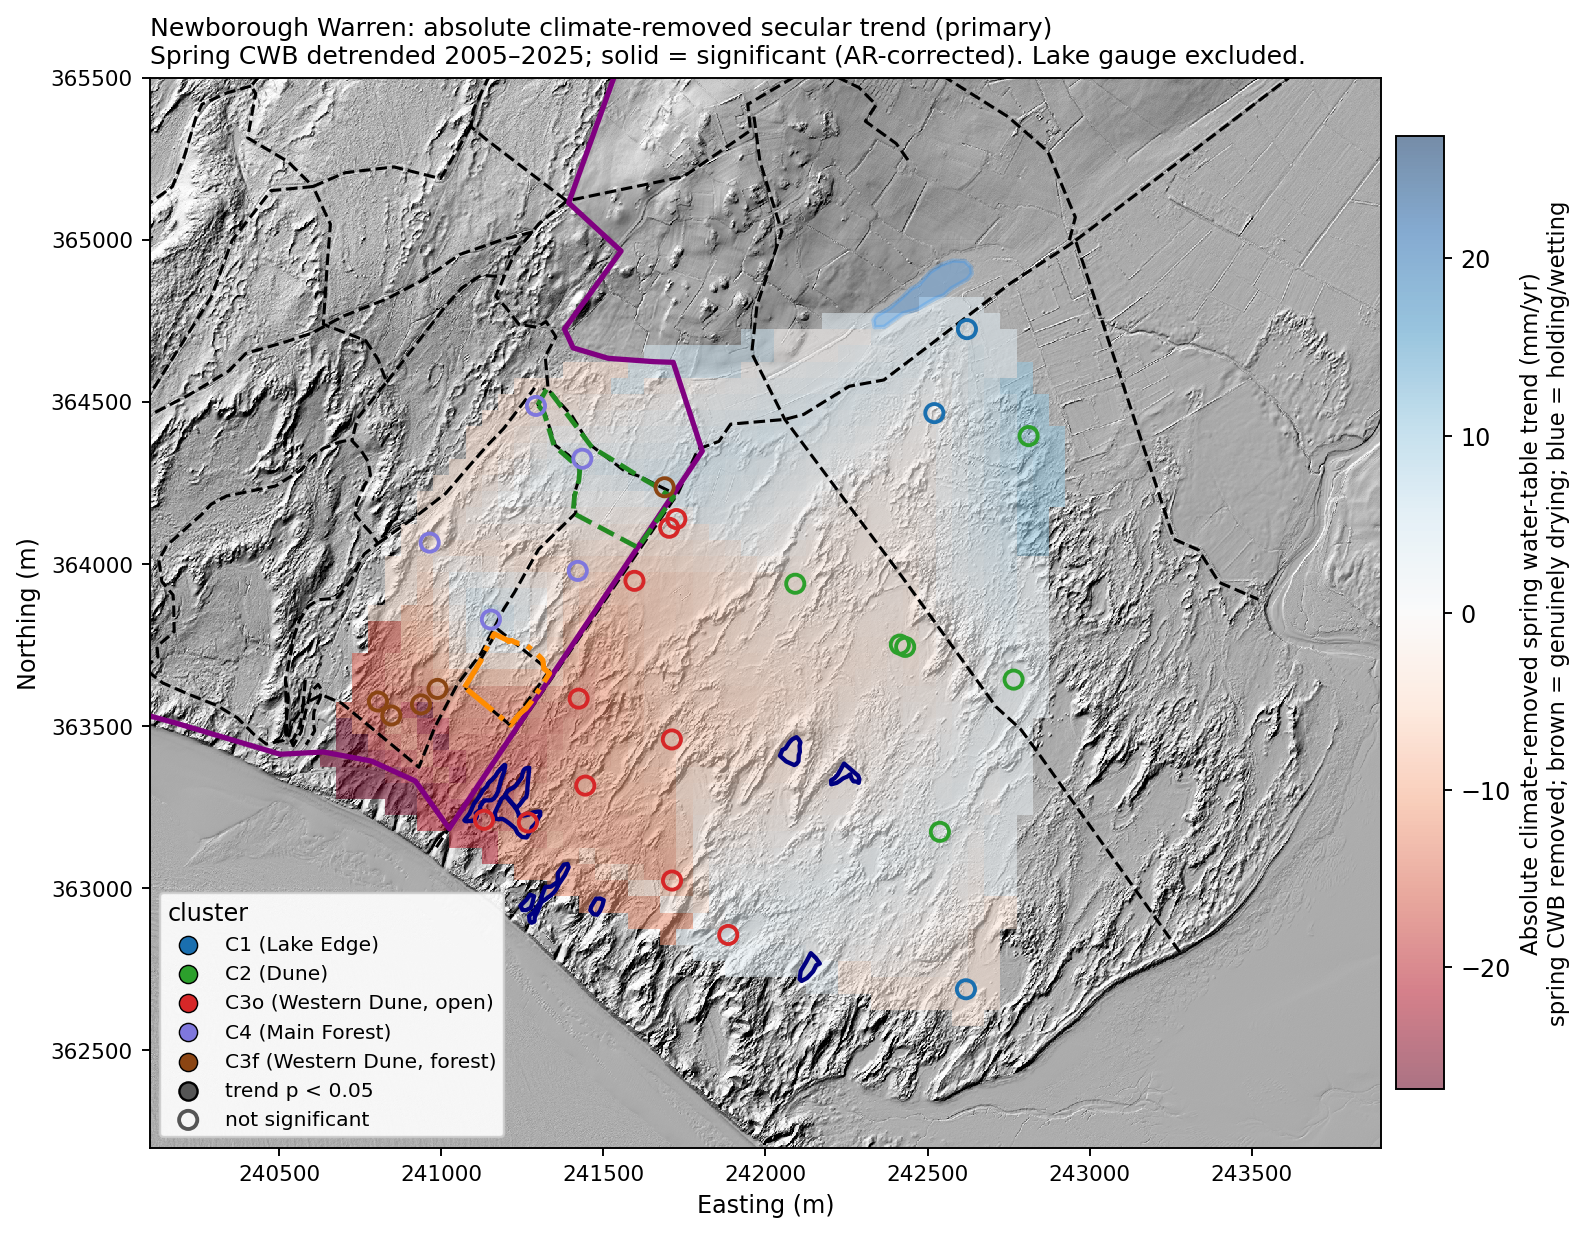 Newborough Warren: absolute climate-removed secular trend (primary)
Spring CWB detrended 2005–2025; solid = significant (AR-corrected). Lake gauge excluded.
365500
365000
364500
364000
363500
363000
362500
Northing (m)
240500
241000
241500
242000
242500
243000
243500
Easting (m)
cluster
C1 (Lake Edge)
C2 (Dune)
C3o (Western Dune, open)
C4 (Main Forest)
C3f (Western Dune, forest)
trend p < 0.05
not significant
20
10
0
−10
−20
Absolute climate-removed spring water-table trend (mm/yr)
spring CWB removed; brown = genuinely drying; blue = holding/wetting